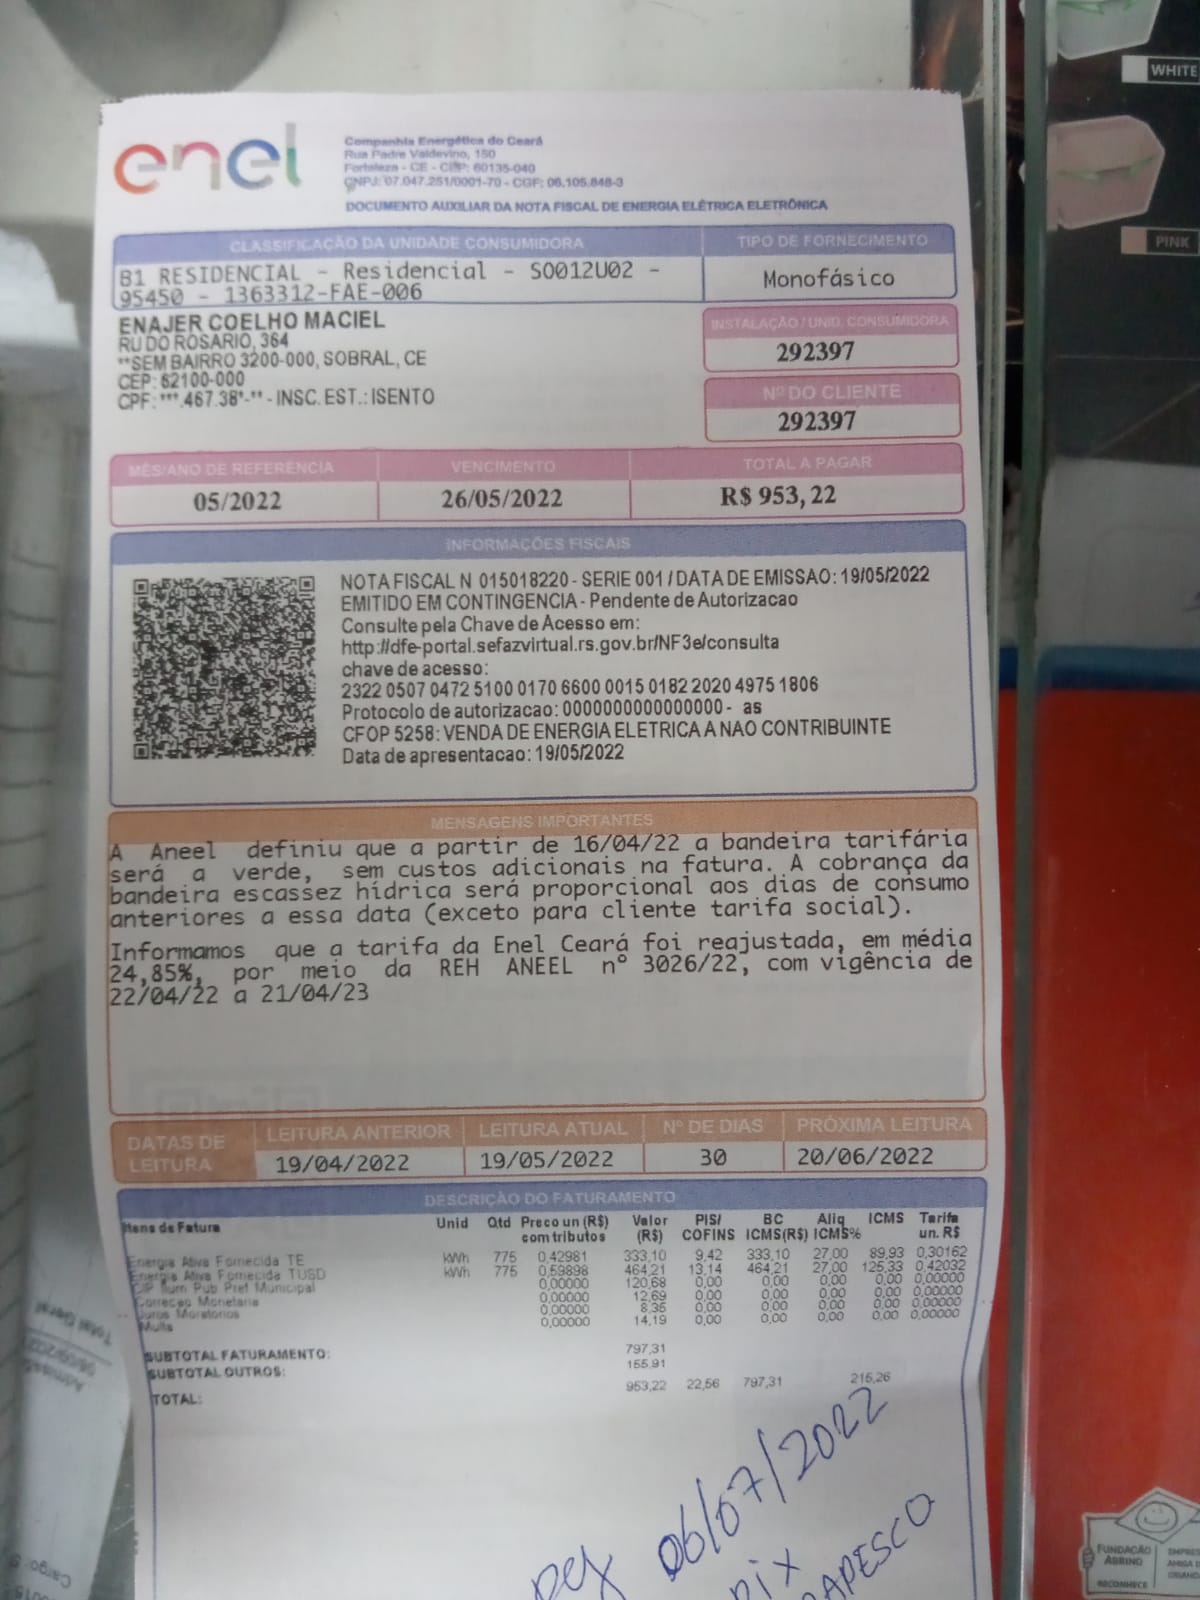 enel
Companhia Energética do Ceará
Rua Padre Valdevino, 150
Fortaleza - CE - CEP: 60135-040
CNPJ: 07.047.251/0001-70 - CGF: 06.105.848-3
DOCUMENTO AUXILIAR DA NOTA FISCAL DE ENERGIA ELÉTRICA ELETRÔNICA
CLASSIFICAÇÃO DA UNIDADE CONSUMIDORA
TIPO DE FORNECIMENTO
B1 RESIDENCIAL - Residencial - SO012U02 -
95450 - 1363312-FAE-006
Monofásico
ENAJER COELHO MACIEL
RU DO ROSARIO, 364
**SEM BAIRRO 3200-000, SOBRAL, CE
CEP: 62100-000
CPF: ***.467.38*-** - INSC. EST.: ISENTO
INSTALAÇÃO / UNID. CONSUMIDORA
292397
Nº DO CLIENTE
292397
MÊS/ANO DE REFERÊNCIA VENCIMENTO TOTAL A PAGAR
05/2022 26/05/2022 R$ 953,22
INFORMAÇÕES FISCAIS
NOTA FISCAL N 015018220 - SERIE 001 / DATA DE EMISSAO: 19/05/2022
EMITIDO EM CONTINGENCIA - Pendente de Autorizacao
Consulte pela Chave de Acesso em:
http://dfe-portal.sefazvirtual.rs.gov.br/NF3e/consulta
chave de acesso:
2322 0507 0472 5100 0170 6600 0015 0182 2020 4975 1806
Protocolo de autorizacao: 0000000000000000 - as
CFOP 5258: VENDA DE ENERGIA ELETRICA A NAO CONTRIBUINTE
Data de apresentacao: 19/05/2022
MENSAGENS IMPORTANTES
A Aneel definiu que a partir de 16/04/22 a bandeira tarifária
será a verde, sem custos adicionais na fatura. A cobrança da
bandeira escassez hídrica será proporcional aos dias de consumo
anteriores a essa data (exceto para cliente tarifa social).
Informamos que a tarifa da Enel Ceará foi reajustada, em média
24,85%, por meio da REH ANEEL nº 3026/22, com vigência de
22/04/22 a 21/04/23
DATAS DE LEITURA
LEITURA ANTERIOR LEITURA ATUAL Nº DE DIAS PRÓXIMA LEITURA
19/04/2022 19/05/2022 30 20/06/2022
DESCRIÇÃO DO FATURAMENTO
Itens de Fatura Unid Qtd Preco un (R$) com tributos Valor (R$) PIS/ COFINS BC ICMS(R$) Aliq ICMS% ICMS Tarifa un. R$
Energia Ativa Fornecida TE kWh 775 0,42981 333,10 9,42 333,10 27,00 89,93 0,30162
Energia Ativa Fornecida TUSD kWh 775 0,59898 464,21 13,14 464,21 27,00 125,33 0,42032
CIP Ilum Pub Pref Municipal 0,00000 120,68 0,00 0,00 0,00 0,00 0,00000
Correcao Monetaria 0,00000 12,69 0,00 0,00 0,00 0,00 0,00000
Juros Moratorios 0,00000 8,35 0,00 0,00 0,00 0,00 0,00000
Multa 0,00000 14,19 0,00 0,00 0,00 0,00 0,00000
SUBTOTAL FATURAMENTO: 797,31
SUBTOTAL OUTROS: 155,91
TOTAL: 953,22 22,56 797,31 215,26
06/07/2022
PIX
WHITE
PINK
Total Geral
FUNDAÇÃO
ABRINQ
RECONHECE